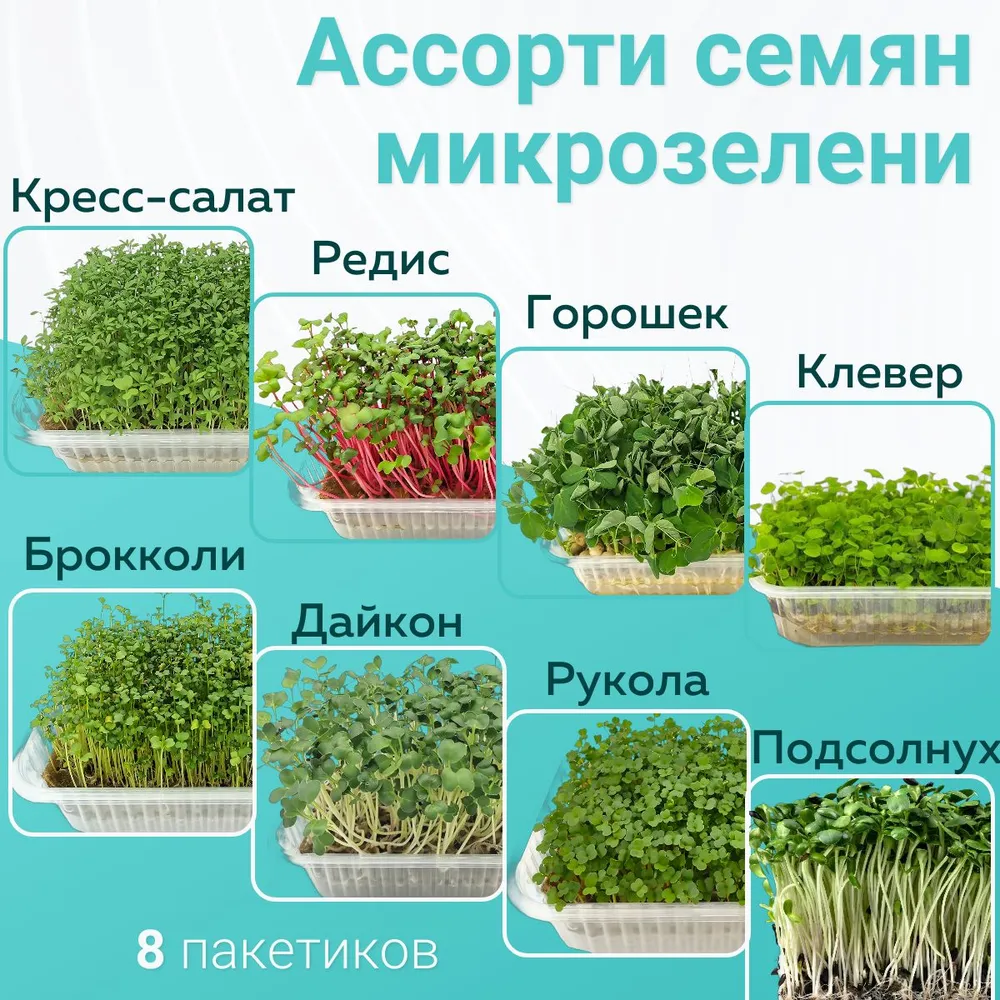 Ассорти семян
микрозелени
Кресс-салат
Редис
Горошек
Клевер
Брокколи
Дайкон
Рукола
Подсолнух
8 пакетиков